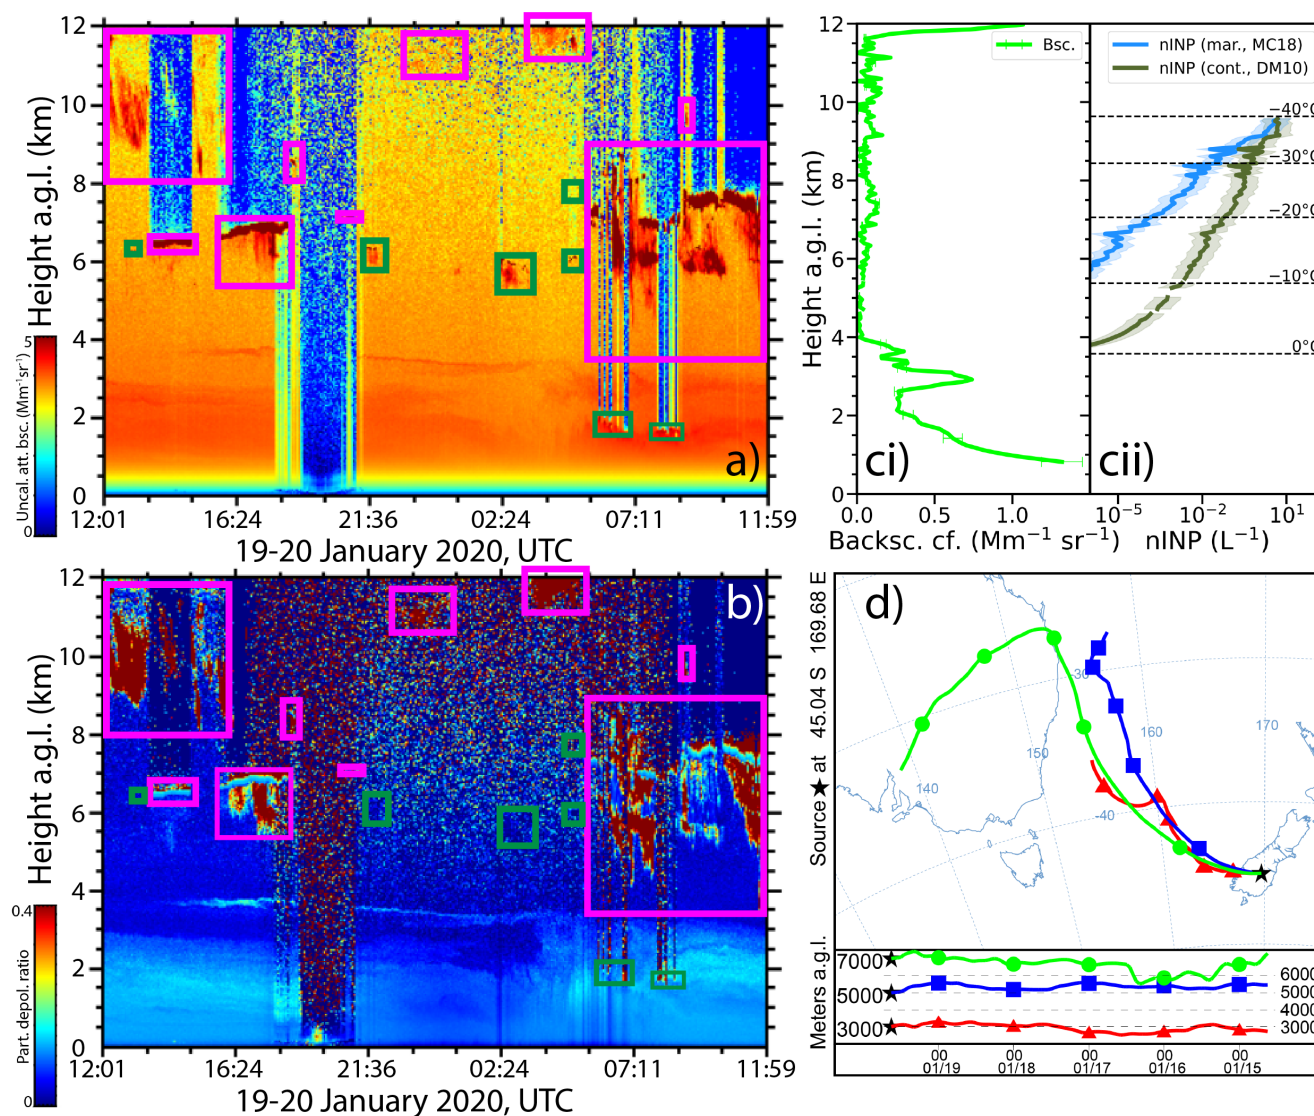 12
10
8
6
4
2
0
Height a.g.l. (km)
5
0
Uncal. att. bsc. (Mm⁻¹sr⁻¹)
a)
12:01 16:24 21:36 02:24 07:11 11:59
19-20 January 2020, UTC
12
10
8
6
4
2
0
Height a.g.l. (km)
Bsc.
ci)
0.0 0.5 1.0
Backsc. cf. (Mm⁻¹ sr⁻¹)
nINP (mar., MC18)
nINP (cont., DM10)
−40°C
−30°C
−20°C
−10°C
0°C
cii)
10⁻⁵ 10⁻² 10¹
nINP (L⁻¹)
12
10
8
6
4
2
0
Height a.g.l. (km)
0.4
0
Part. depol. ratio
b)
12:01 16:24 21:36 02:24 07:11 11:59
19-20 January 2020, UTC
d)
Source ★ at 45.04 S 169.68 E
-30
170
160
150
140
-40
Meters a.g.l.
7000
5000
3000
6000
5000
4000
3000
00 00 00 00 00
01/19 01/18 01/17 01/16 01/15